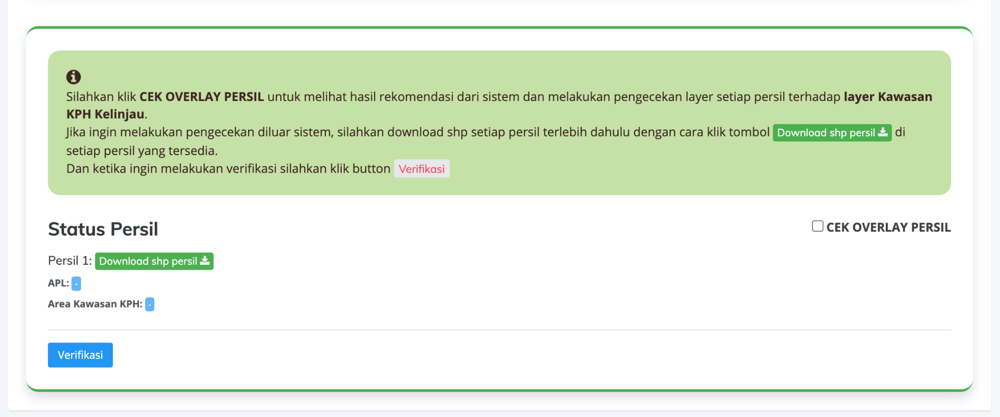 Silahkan klik CEK OVERLAY PERSIL untuk melihat hasil rekomendasi dari sistem dan melakukan pengecekan layer setiap persil terhadap layer Kawasan
KPH Kelinjau.
Jika ingin melakukan pengecekan diluar sistem, silahkan download shp setiap persil terlebih dahulu dengan cara klik tombol Download shp persil di
setiap persil yang tersedia.
Dan ketika ingin melakukan verifikasi silahkan klik button Verifikasi
Status Persil
CEK OVERLAY PERSIL
Persil 1: Download shp persil
APL: -
Area Kawasan KPH: -
Verifikasi